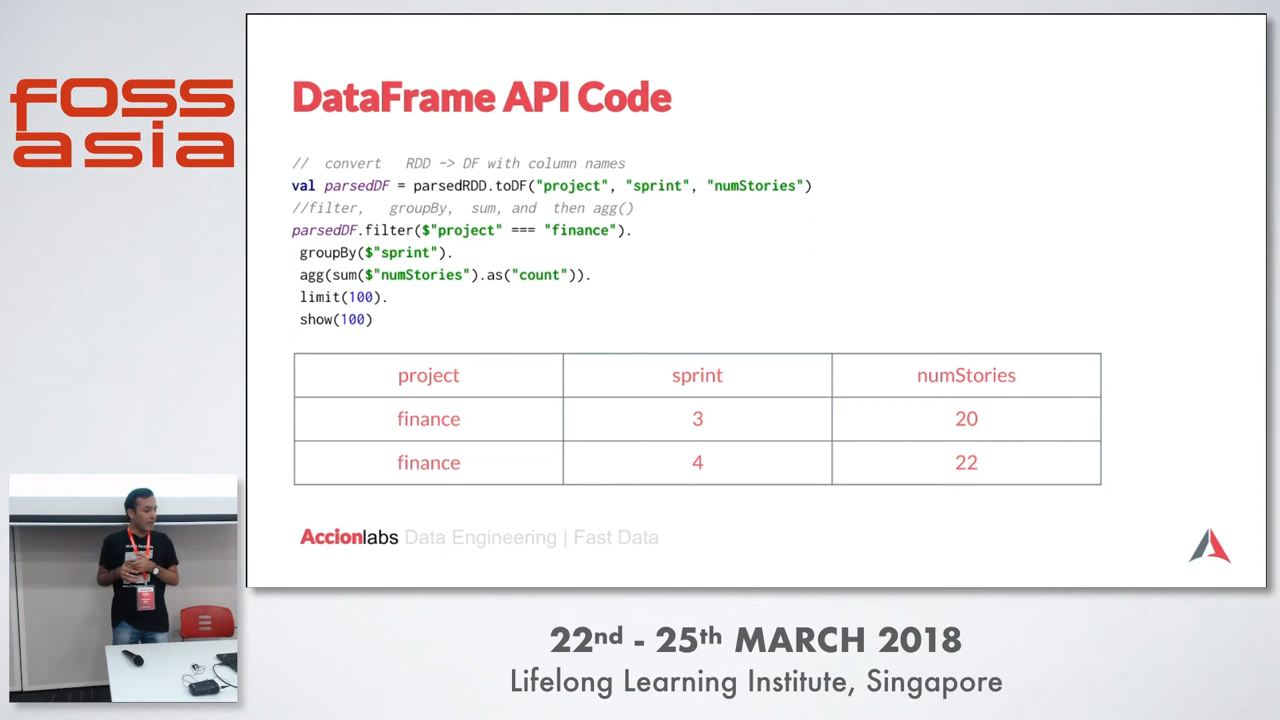 foss
asia
DataFrame API Code
// convert RDD -> DF with column names
val parsedDF = parsedRDD.toDF("project", "sprint", "numStories")
//filter, groupBy, sum, and then agg()
parsedDF.filter($"project" === "finance").
groupBy($"sprint").
agg(sum($"numStories").as("count")).
limit(100).
show(100)
project sprint numStories
finance 3 20
finance 4 22
Accionlabs Data Engineering | Fast Data
22nd - 25th MARCH 2018
Lifelong Learning Institute, Singapore